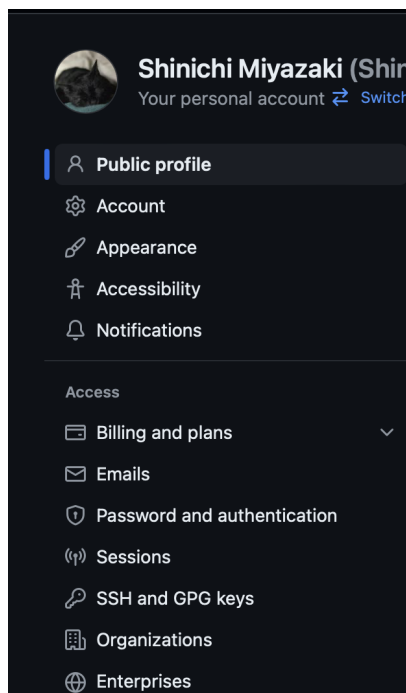 Shinichi Miyazaki (Shin
Your personal account Switch
Public profile
Account
Appearance
Accessibility
Notifications
Access
Billing and plans
Emails
Password and authentication
Sessions
SSH and GPG keys
Organizations
Enterprises